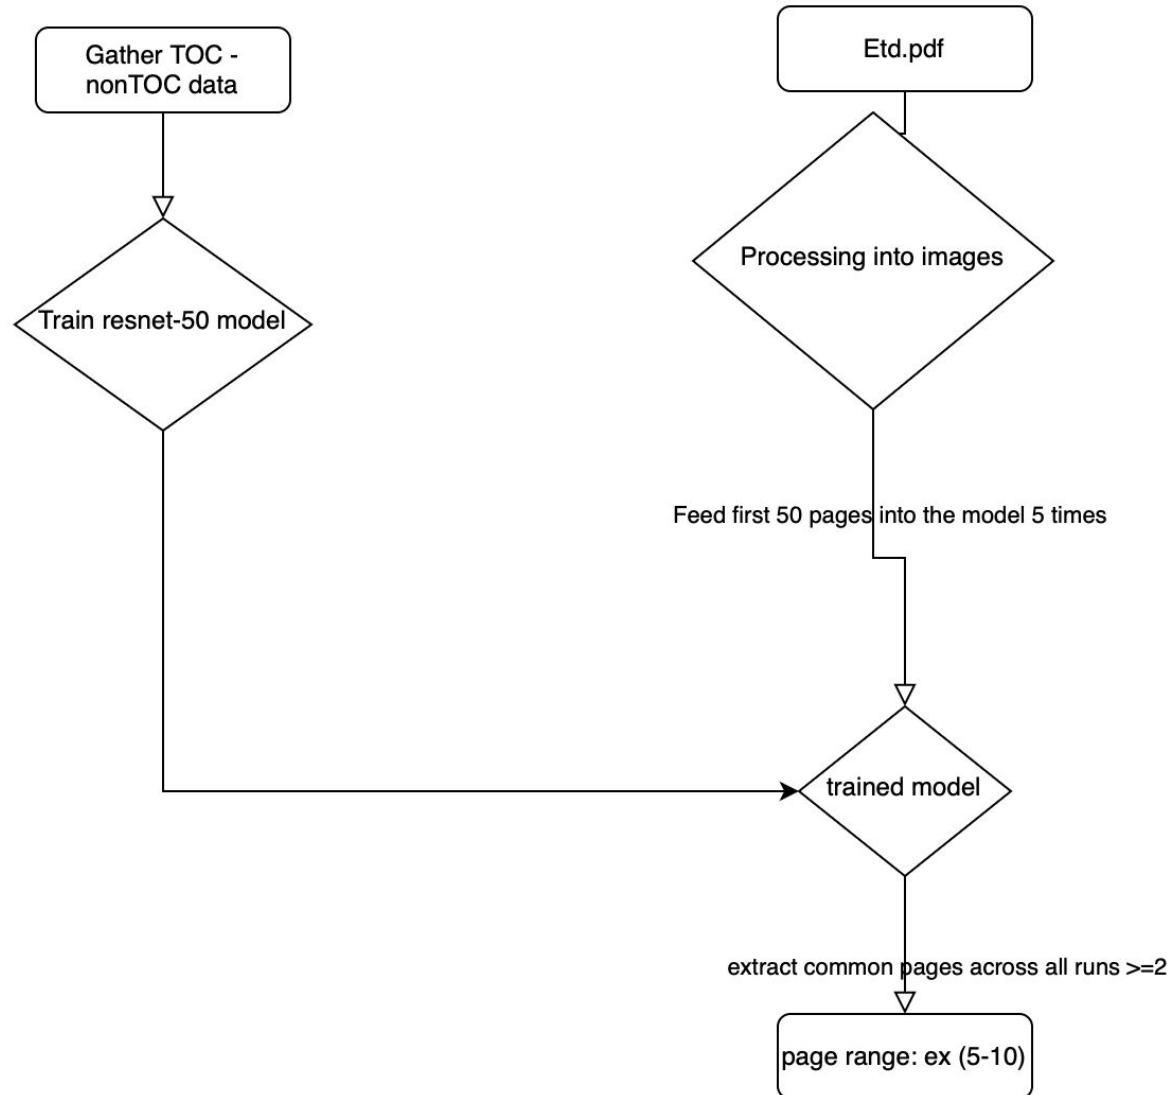 Gather TOC -
nonTOC data
Train resnet-50 model
Etd.pdf
Processing into images
Feed first 50 pages into the model 5 times
trained model
extract common pages across all runs >=2
page range: ex (5-10)